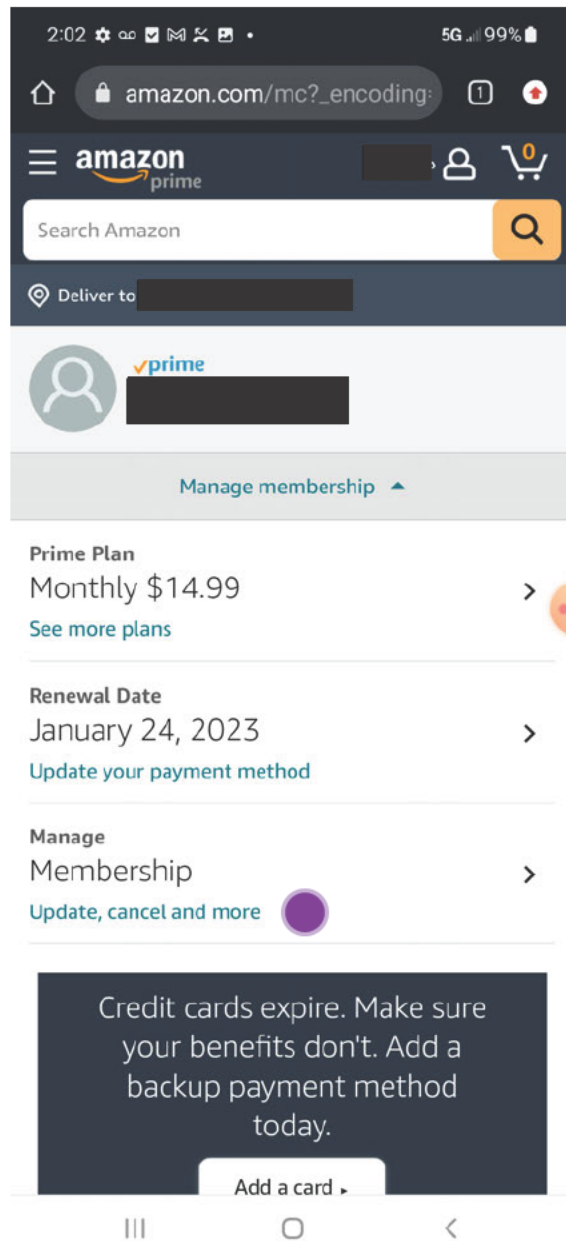 2:02
5G 99%
amazon.com/mc?_encoding:
1
amazon
prime
0
Search Amazon
Deliver to
prime
Manage membership
Prime Plan
Monthly $14.99
See more plans
Renewal Date
January 24, 2023
Update your payment method
Manage
Membership
Update, cancel and more
Credit cards expire. Make sure
your benefits don't. Add a
backup payment method
today.
Add a card